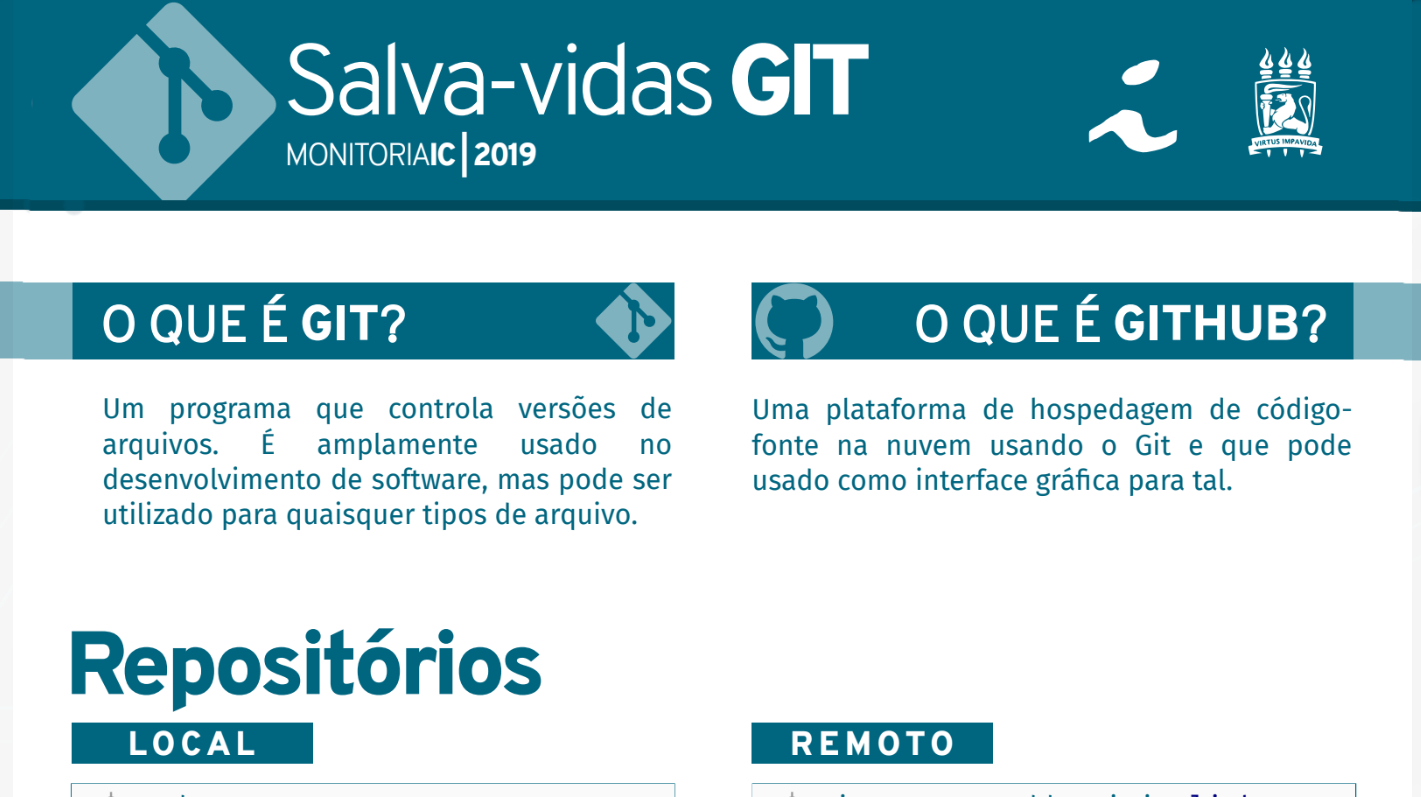 Salva-vidas GIT
MONITORIAIC | 2019
VIRTUS IMPAVIDA
O QUE É GIT?
Um programa que controla versões de
arquivos. É amplamente usado no
desenvolvimento de software, mas pode ser
utilizado para quaisquer tipos de arquivo.
O QUE É GITHUB?
Uma plataforma de hospedagem de código-
fonte na nuvem usando o Git e que pode
usado como interface gráfica para tal.
Repositórios
LOCAL
REMOTO